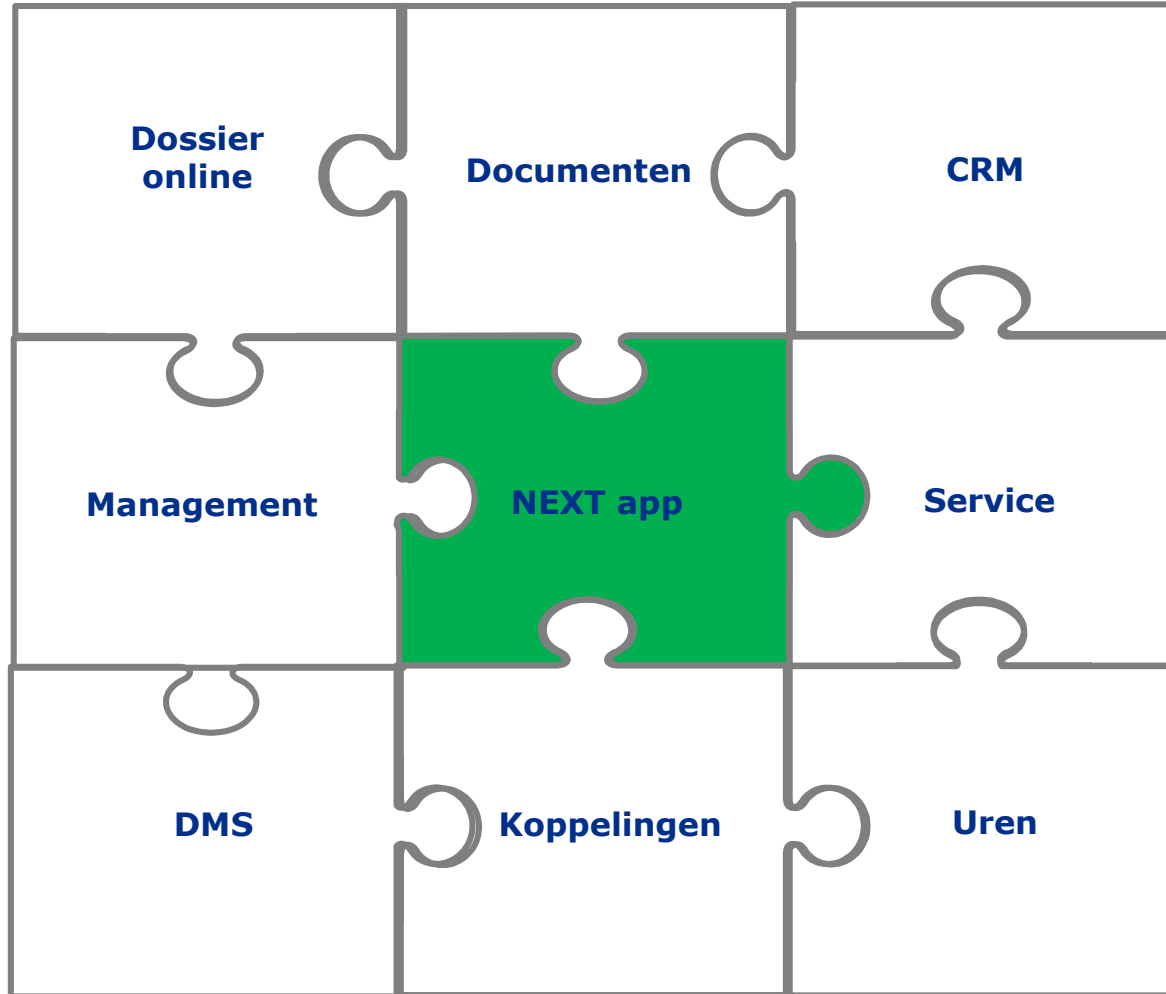 Dossier
online
Documenten
CRM
Management
NEXT app
Service
DMS
Koppelingen
Uren